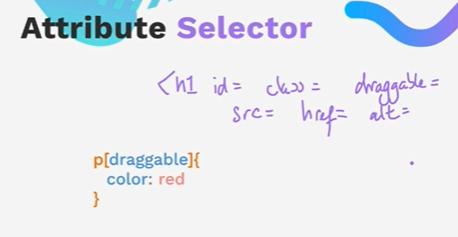 Attribute Selector
<h1 id= class= draggable=
src= href= alt=
p[draggable]{
color: red
}